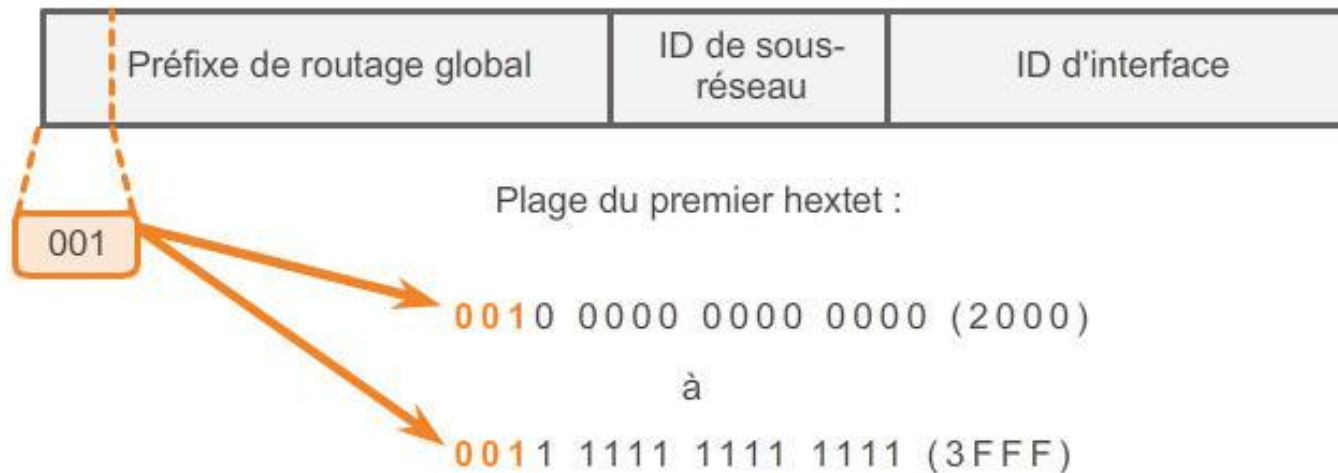 Préfixe de routage global
ID de sous-
réseau
ID d'interface
001
Plage du premier hextet :
0010 0000 0000 0000 (2000)
à
0011 1111 1111 1111 (3FFF)